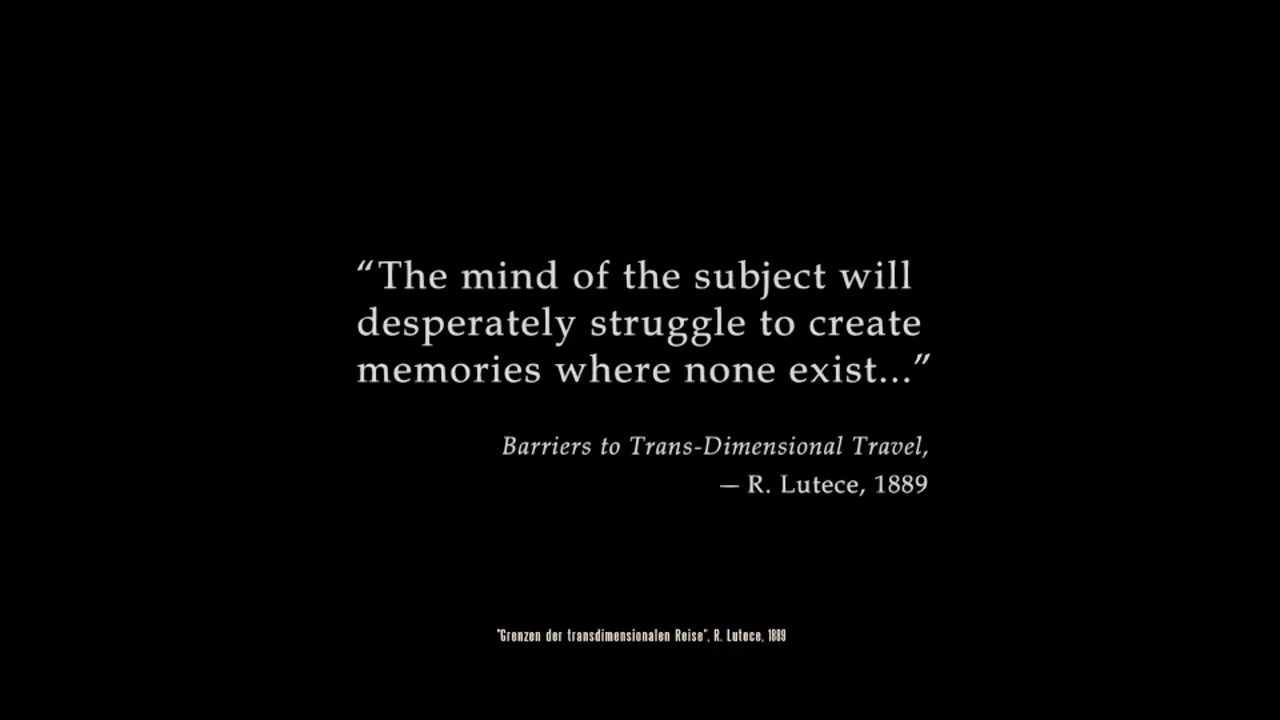 “The mind of the subject will
desperately struggle to create
memories where none exist...”
Barriers to Trans-Dimensional Travel,
— R. Lutece, 1889
"Grenzen der transdimensionalen Reise", R. Lutece, 1889